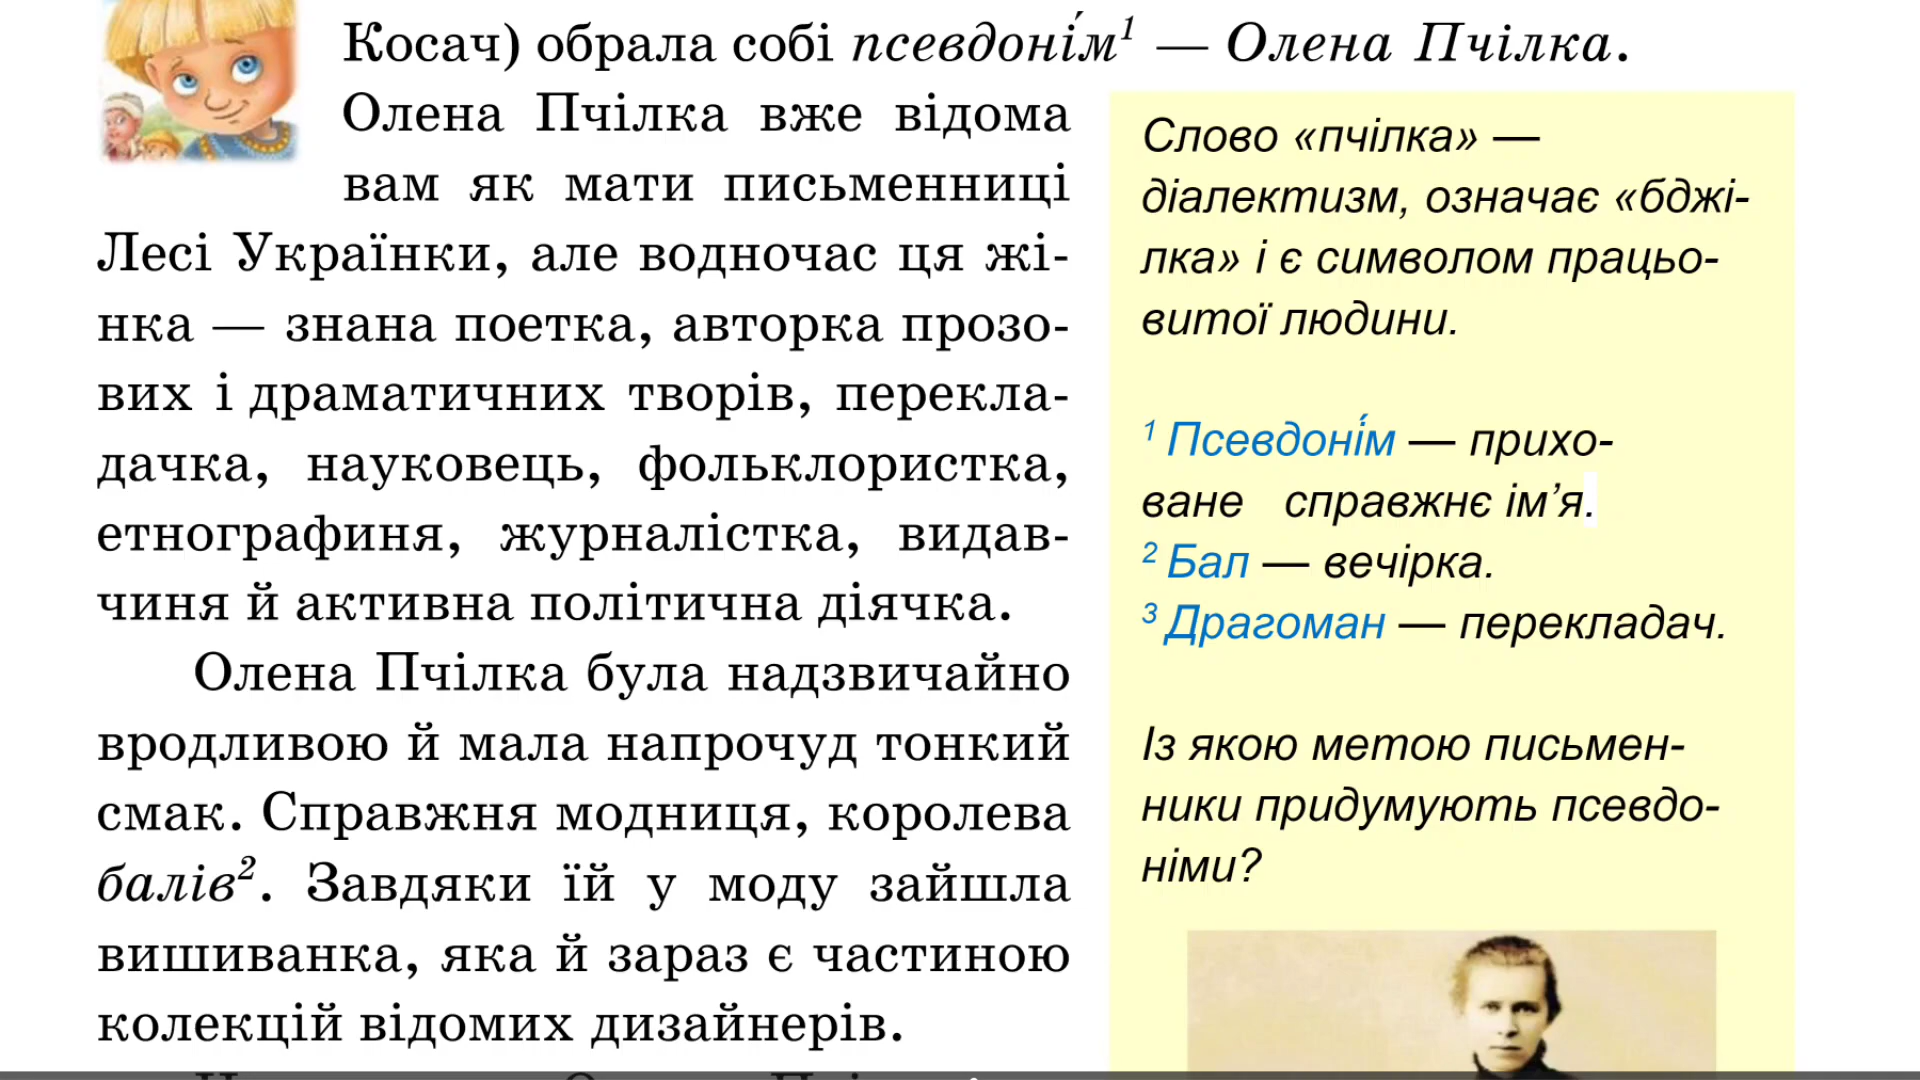 Косач) обрала собі псевдоні́м¹ — Олена Пчілка.
Олена Пчілка вже відома
вам як мати письменниці
Лесі Українки, але водночас ця жі-
нка — знана поетка, авторка прозо-
вих і драматичних творів, перекла-
дачка, науковець, фольклористка,
етнографиня, журналістка, видав-
чиня й активна політична діячка.
Олена Пчілка була надзвичайно
вродливою й мала напрочуд тонкий
смак. Справжня модниця, королева
балів². Завдяки їй у моду зайшла
вишиванка, яка й зараз є частиною
колекцій відомих дизайнерів.
Слово «пчілка» —
діалектизм, означає «бджі-
лка» і є символом працьо-
витої людини.
¹ Псевдоні́м — прихо-
ване справжнє ім’я.
² Бал — вечірка.
³ Драгоман — перекладач.
Із якою метою письмен-
ники придумують псевдо-
німи?